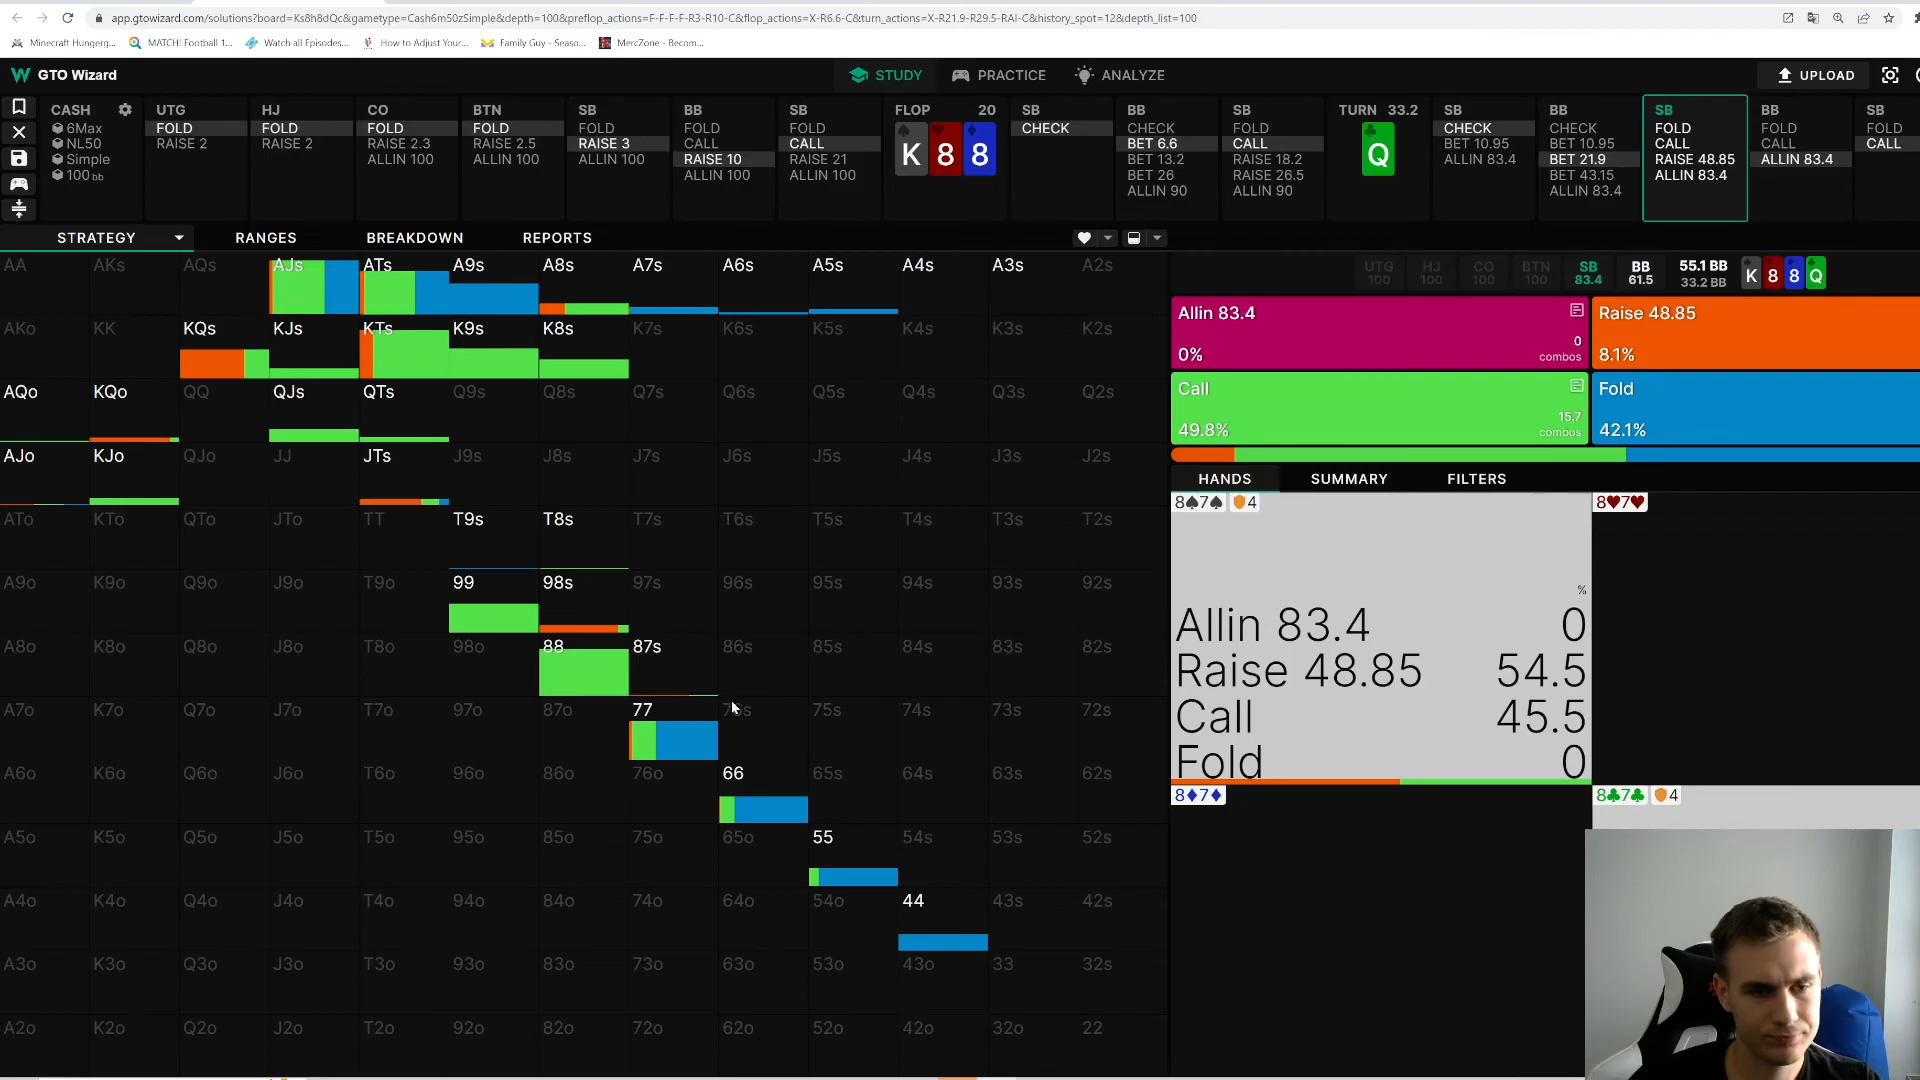 app.gtowizard.com/solutions?board=Ks8h8dQc&gametype=Cash6m50zSimple&depth=100&preflop_actions=F-F-F-F-R3-R10-C&flop_actions=X-R6.6-C&turn_actions=X-R21.9-R29.5-RAI-C&history_spot=12&depth_list=100
Minecraft Hungerg... MATCH! Football 1... Watch all Episodes... How to Adjust Your... Family Guy - Seaso... MercZone - Becom...
GTO Wizard STUDY PRACTICE ANALYZE UPLOAD
CASH
6Max
NL50
Simple
100 bb
UTG
FOLD
RAISE 2
HJ
FOLD
RAISE 2
CO
FOLD
RAISE 2.3
ALLIN 100
BTN
FOLD
RAISE 2.5
ALLIN 100
SB
FOLD
RAISE 3
ALLIN 100
BB
FOLD
CALL
RAISE 10
ALLIN 100
SB
FOLD
CALL
RAISE 21
ALLIN 100
FLOP 20
K 8 8
SB
CHECK
BB
CHECK
BET 6.6
BET 13.2
BET 26
ALLIN 90
SB
FOLD
CALL
RAISE 18.2
RAISE 26.5
ALLIN 90
TURN 33.2
Q
SB
CHECK
BET 10.95
ALLIN 83.4
BB
CHECK
BET 10.95
BET 21.9
BET 43.15
ALLIN 83.4
SB
FOLD
CALL
RAISE 48.85
ALLIN 83.4
BB
FOLD
CALL
ALLIN 83.4
SB
FOLD
CALL
STRATEGY RANGES BREAKDOWN REPORTS
AA AKs AQs AJs ATs A9s A8s A7s A6s A5s A4s A3s A2s
AKo KK KQs KJs KTs K9s K8s K7s K6s K5s K4s K3s K2s
AQo KQo QQ QJs QTs Q9s Q8s Q7s Q6s Q5s Q4s Q3s Q2s
AJo KJo QJo JJ JTs J9s J8s J7s J6s J5s J4s J3s J2s
ATo KTo QTo JTo TT T9s T8s T7s T6s T5s T4s T3s T2s
A9o K9o Q9o J9o T9o 99 98s 97s 96s 95s 94s 93s 92s
A8o K8o Q8o J8o T8o 98o 88 87s 86s 85s 84s 83s 82s
A7o K7o Q7o J7o T7o 97o 87o 77 76s 75s 74s 73s 72s
A6o K6o Q6o J6o T6o 96o 86o 76o 66 65s 64s 63s 62s
A5o K5o Q5o J5o T5o 95o 85o 75o 65o 55 54s 53s 52s
A4o K4o Q4o J4o T4o 94o 84o 74o 64o 54o 44 43s 42s
A3o K3o Q3o J3o T3o 93o 83o 73o 63o 53o 43o 33 32s
A2o K2o Q2o J2o T2o 92o 82o 72o 62o 52o 42o 32o 22
UTG HJ CO BTN SB BB 55.1 BB K 8 8 Q
100 100 100 100 83.4 61.5 33.2 BB
Allin 83.4
0
0% combos
Raise 48.85
8.1%
Call
15.7
49.8% combos
Fold
42.1%
HANDS SUMMARY FILTERS
8♠7♠ 4 8♥7♥
%
Allin 83.4 0
Raise 48.85 54.5
Call 45.5
Fold 0
8♦7♦ 8♣7♣ 4